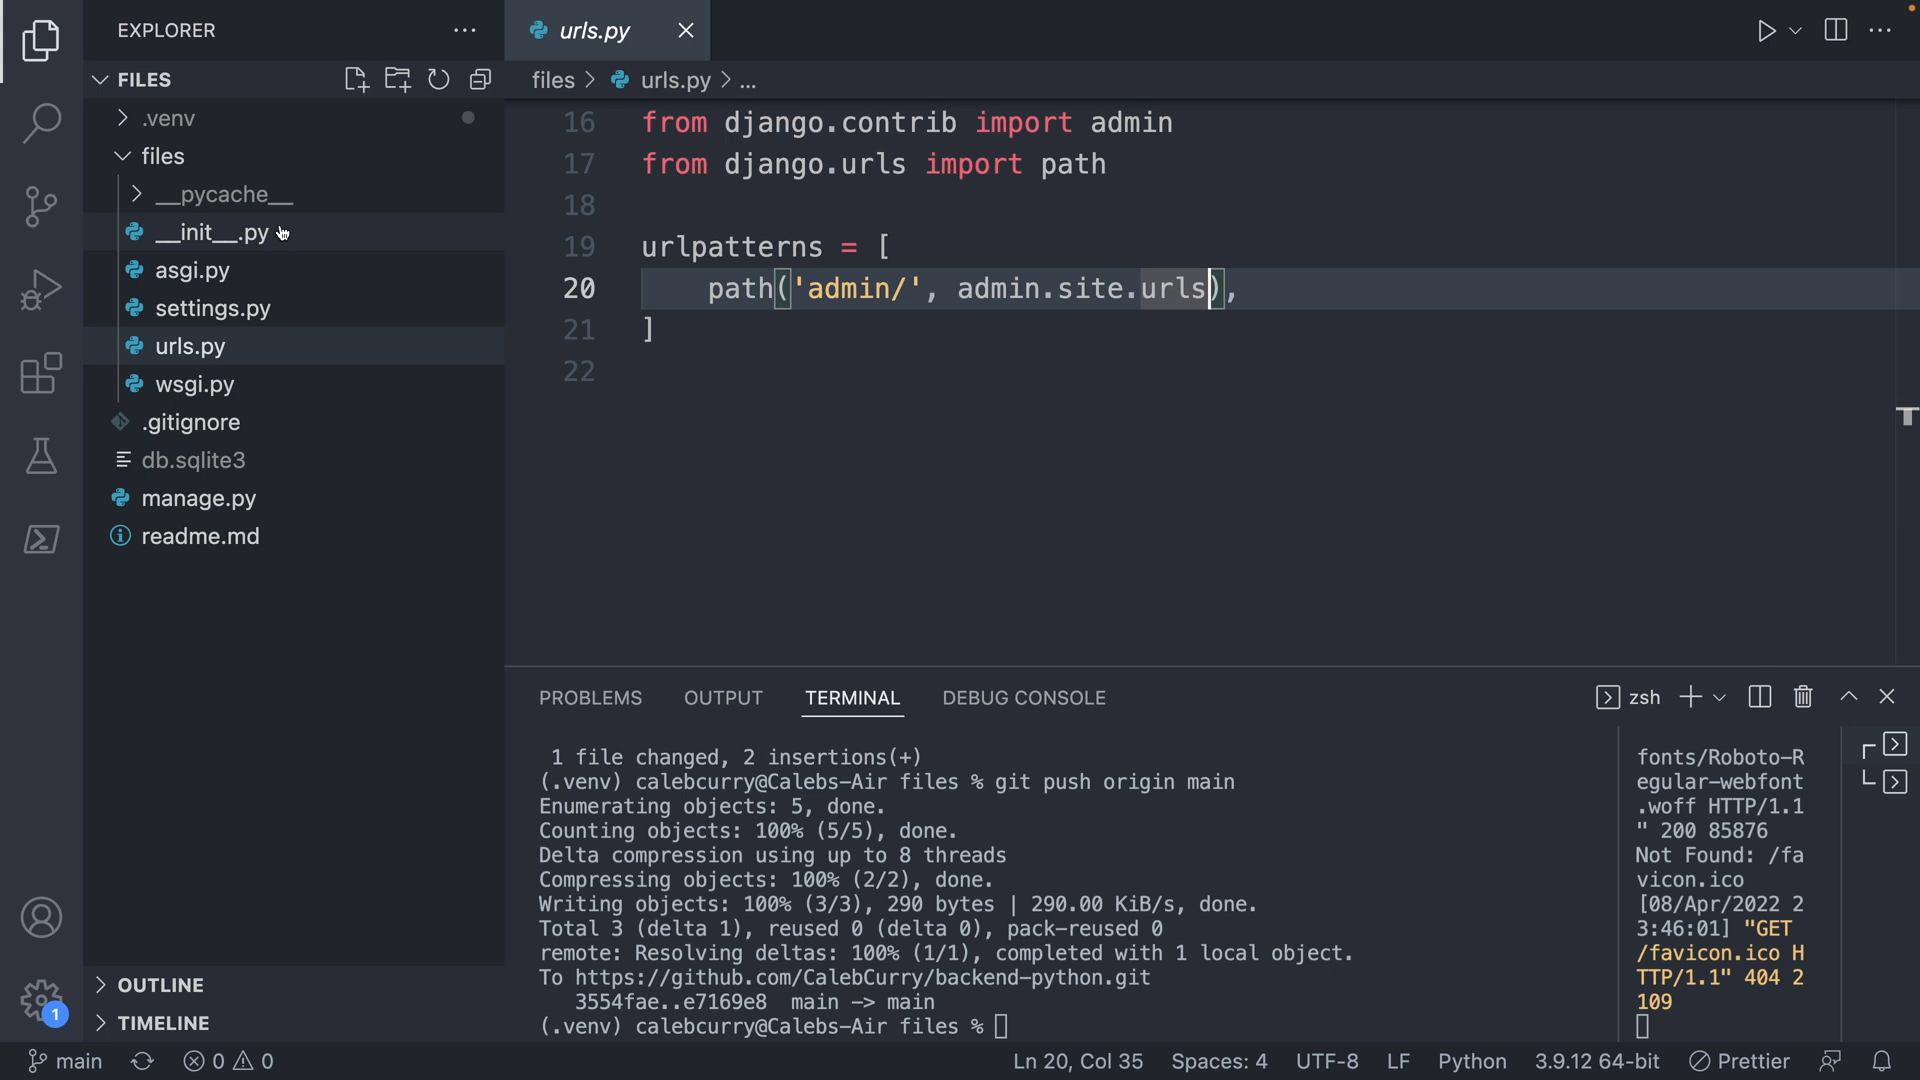 EXPLORER
FILES
.venv
files
__pycache__
__init__.py
asgi.py
settings.py
urls.py
wsgi.py
.gitignore
db.sqlite3
manage.py
readme.md
OUTLINE
TIMELINE
1
urls.py
files > urls.py > ...
16 from django.contrib import admin
17 from django.urls import path
18
19 urlpatterns = [
20 path('admin/', admin.site.urls),
21 ]
22
PROBLEMS OUTPUT TERMINAL DEBUG CONSOLE
zsh
1 file changed, 2 insertions(+)
(.venv) calebcurry@Calebs-Air files % git push origin main
Enumerating objects: 5, done.
Counting objects: 100% (5/5), done.
Delta compression using up to 8 threads
Compressing objects: 100% (2/2), done.
Writing objects: 100% (3/3), 290 bytes | 290.00 KiB/s, done.
Total 3 (delta 1), reused 0 (delta 0), pack-reused 0
remote: Resolving deltas: 100% (1/1), completed with 1 local object.
To https://github.com/CalebCurry/backend-python.git
3554fae..e7169e8 main -> main
(.venv) calebcurry@Calebs-Air files %
fonts/Roboto-R
egular-webfont
.woff HTTP/1.1
" 200 85876
Not Found: /fa
vicon.ico
[08/Apr/2022 2
3:46:01] "GET
/favicon.ico H
TTP/1.1" 404 2
109
main 0 0 Ln 20, Col 35 Spaces: 4 UTF-8 LF Python 3.9.12 64-bit Prettier